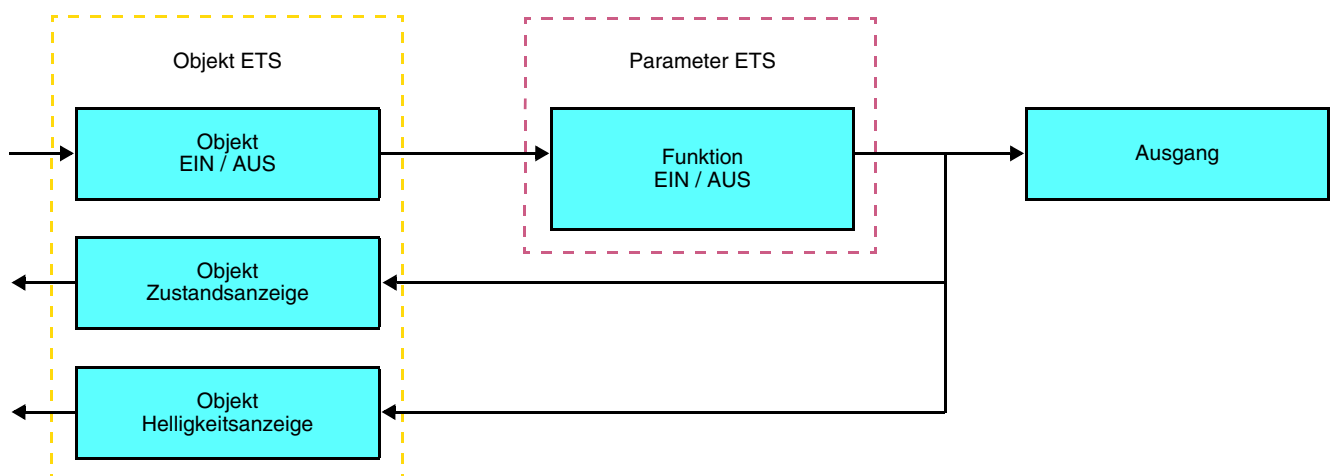 Objekt ETS
Parameter ETS
Objekt
EIN / AUS
Funktion
EIN / AUS
Ausgang
Objekt
Zustandsanzeige
Objekt
Helligkeitsanzeige